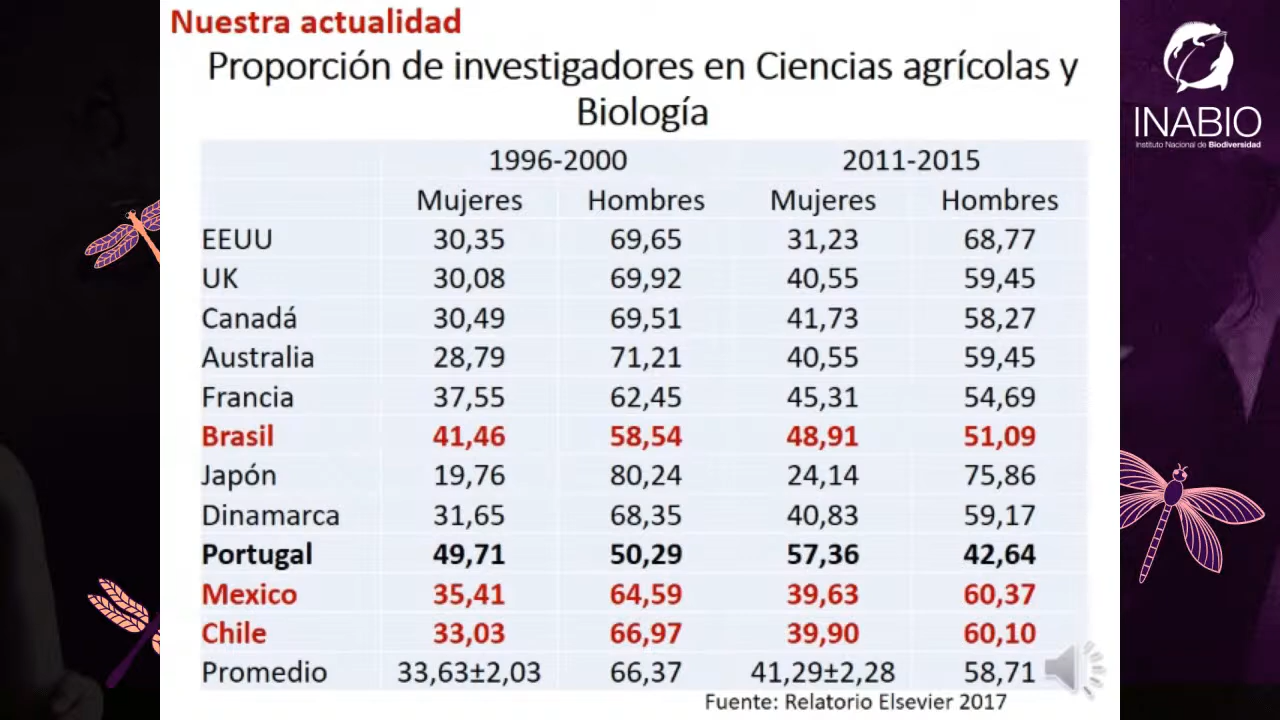 Nuestra actualidad
Proporción de investigadores en Ciencias agrícolas y
Biología
1996-2000 2011-2015
Mujeres Hombres Mujeres Hombres
EEUU 30,35 69,65 31,23 68,77
UK 30,08 69,92 40,55 59,45
Canadá 30,49 69,51 41,73 58,27
Australia 28,79 71,21 40,55 59,45
Francia 37,55 62,45 45,31 54,69
Brasil 41,46 58,54 48,91 51,09
Japón 19,76 80,24 24,14 75,86
Dinamarca 31,65 68,35 40,83 59,17
Portugal 49,71 50,29 57,36 42,64
Mexico 35,41 64,59 39,63 60,37
Chile 33,03 66,97 39,90 60,10
Promedio 33,63±2,03 66,37 41,29±2,28 58,71
Fuente: Relatorio Elsevier 2017
INABIO
Instituto Nacional de Biodiversidad